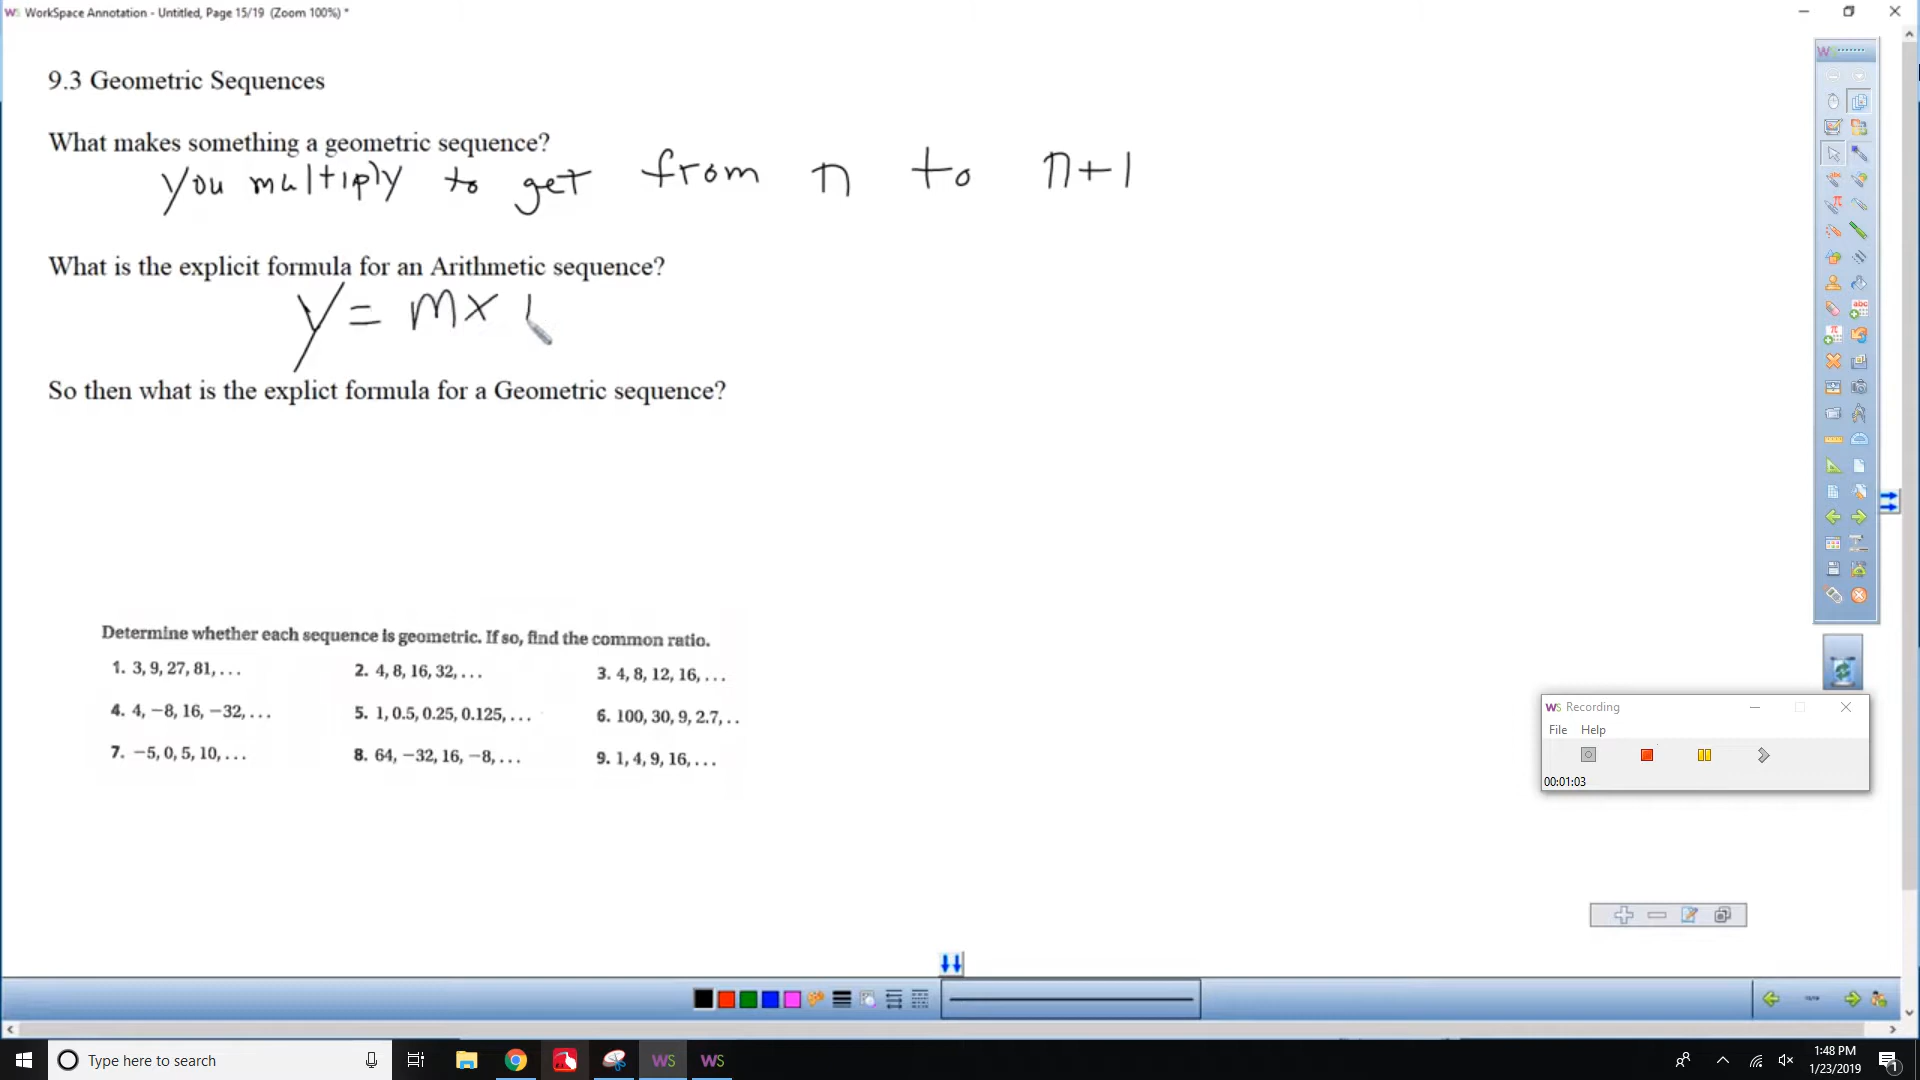 WS WorkSpace Annotation - Untitled, Page 15/19 (Zoom 100%) *
9.3 Geometric Sequences
What makes something a geometric sequence?
you multiply to get from n to n+1
What is the explicit formula for an Arithmetic sequence?
y = mx
So then what is the explict formula for a Geometric sequence?
Determine whether each sequence is geometric. If so, find the common ratio.
1. 3, 9, 27, 81, . . . 2. 4, 8, 16, 32, . . . 3. 4, 8, 12, 16, . . .
4. 4, −8, 16, −32, . . . 5. 1, 0.5, 0.25, 0.125, . . . 6. 100, 30, 9, 2.7, . .
7. −5, 0, 5, 10, . . . 8. 64, −32, 16, −8, . . . 9. 1, 4, 9, 16, . . .
WS Recording
File Help
00:01:03
Type here to search
WS WS
1:48 PM
1/23/2019
1